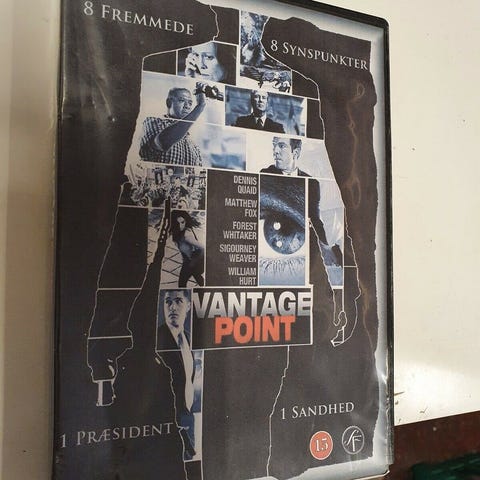 8 FREMMEDE
8 SYNSPUNKTER
DENNIS
QUAID
MATTHEW
FOX
FOREST
WHITAKER
SIGOURNEY
WEAVER
WILLIAM
HURT
VANTAGE
POINT
1 PRÆSIDENT
1 SANDHED
15
SF